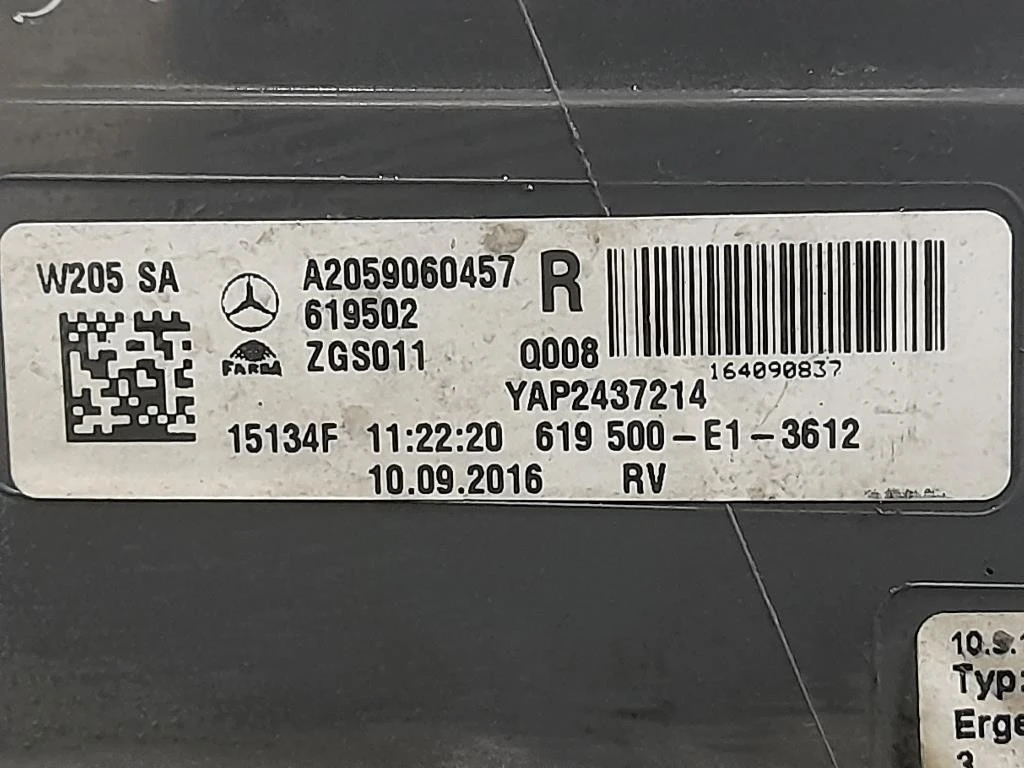 W205 SA
A2059060457 R
619502
FARBA
ZGS011 Q008
164090837
YAP2437214
15134F 11:22:20 619 500-E1-3612
10.09.2016 RV
Typ:
Erge
3